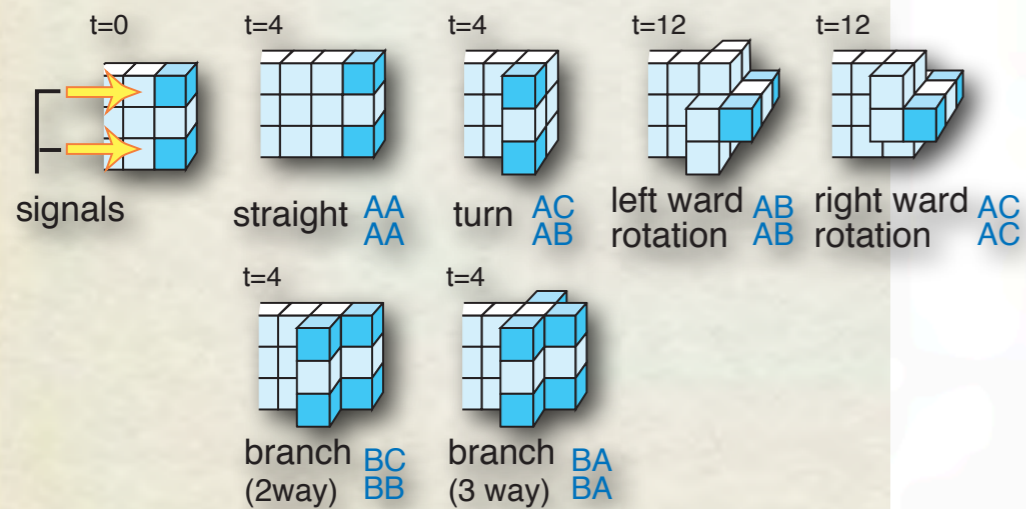 t=0
t=4
t=4
t=12
t=12
signals
straight AA
AA
turn AC
AB
left ward AB
rotation AB
right ward AC
rotation AC
t=4
t=4
branch BC
(2way) BB
branch BA
(3 way) BA